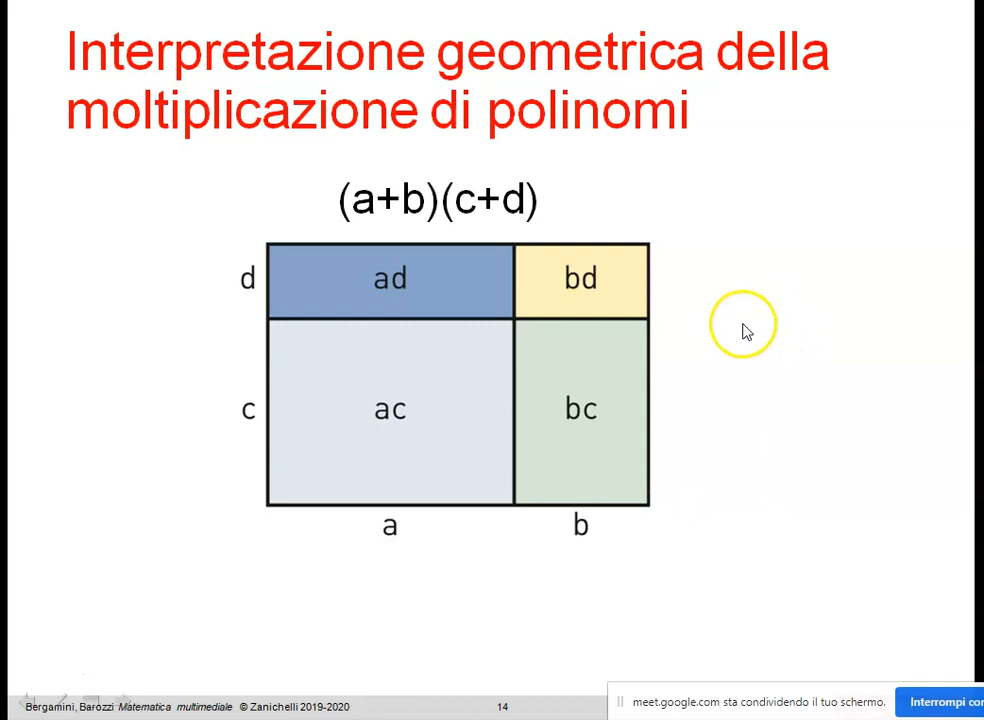 Interpretazione geometrica della
moltiplicazione di polinomi
(a+b)(c+d)
d ad bd
c ac bc
a b
Bergamini, Barozzi Matematica multimediale © Zanichelli 2019-2020 14
meet.google.com sta condividendo il tuo schermo. Interrompi con